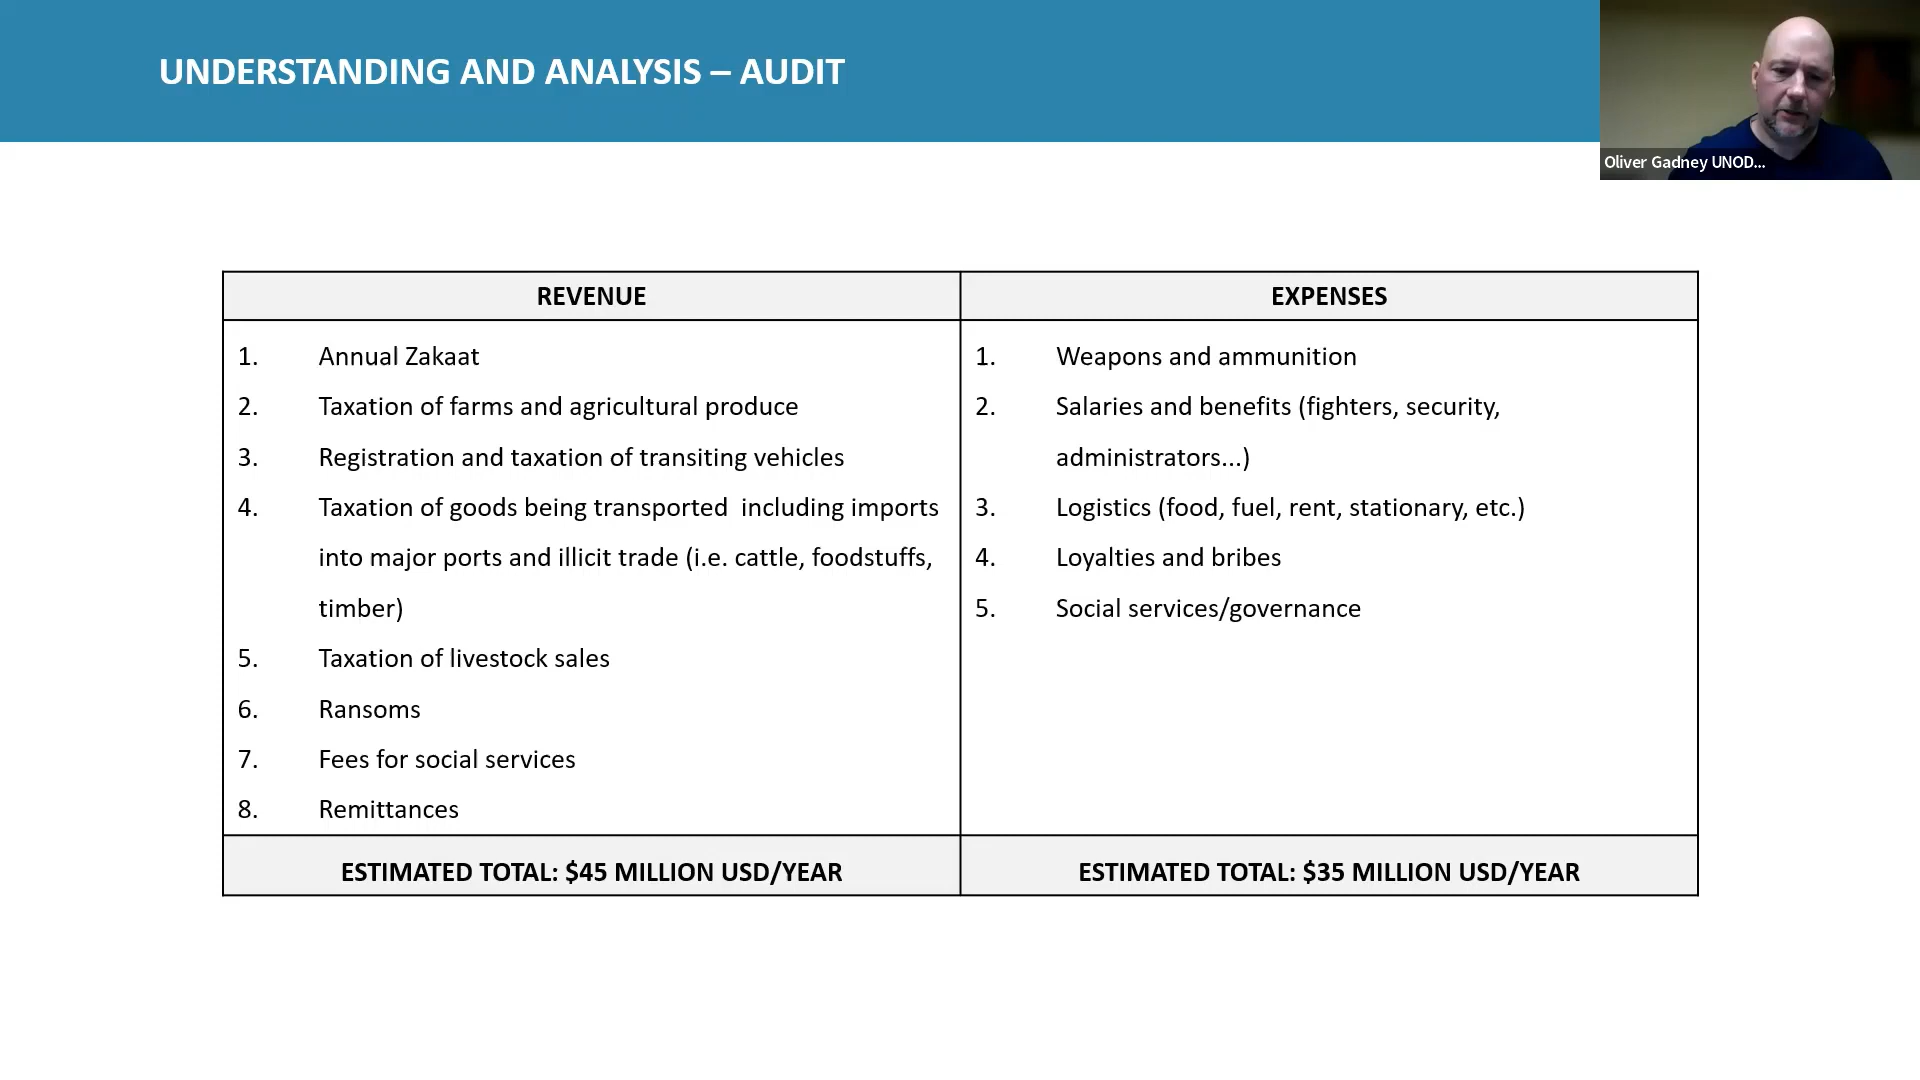 UNDERSTANDING AND ANALYSIS – AUDIT
Oliver Gadney UNOD...
REVENUE
1. Annual Zakaat
2. Taxation of farms and agricultural produce
3. Registration and taxation of transiting vehicles
4. Taxation of goods being transported  including imports
into major ports and illicit trade (i.e. cattle, foodstuffs,
timber)
5. Taxation of livestock sales
6. Ransoms
7. Fees for social services
8. Remittances
ESTIMATED TOTAL: $45 MILLION USD/YEAR
EXPENSES
1. Weapons and ammunition
2. Salaries and benefits (fighters, security,
administrators...)
3. Logistics (food, fuel, rent, stationary, etc.)
4. Loyalties and bribes
5. Social services/governance
ESTIMATED TOTAL: $35 MILLION USD/YEAR